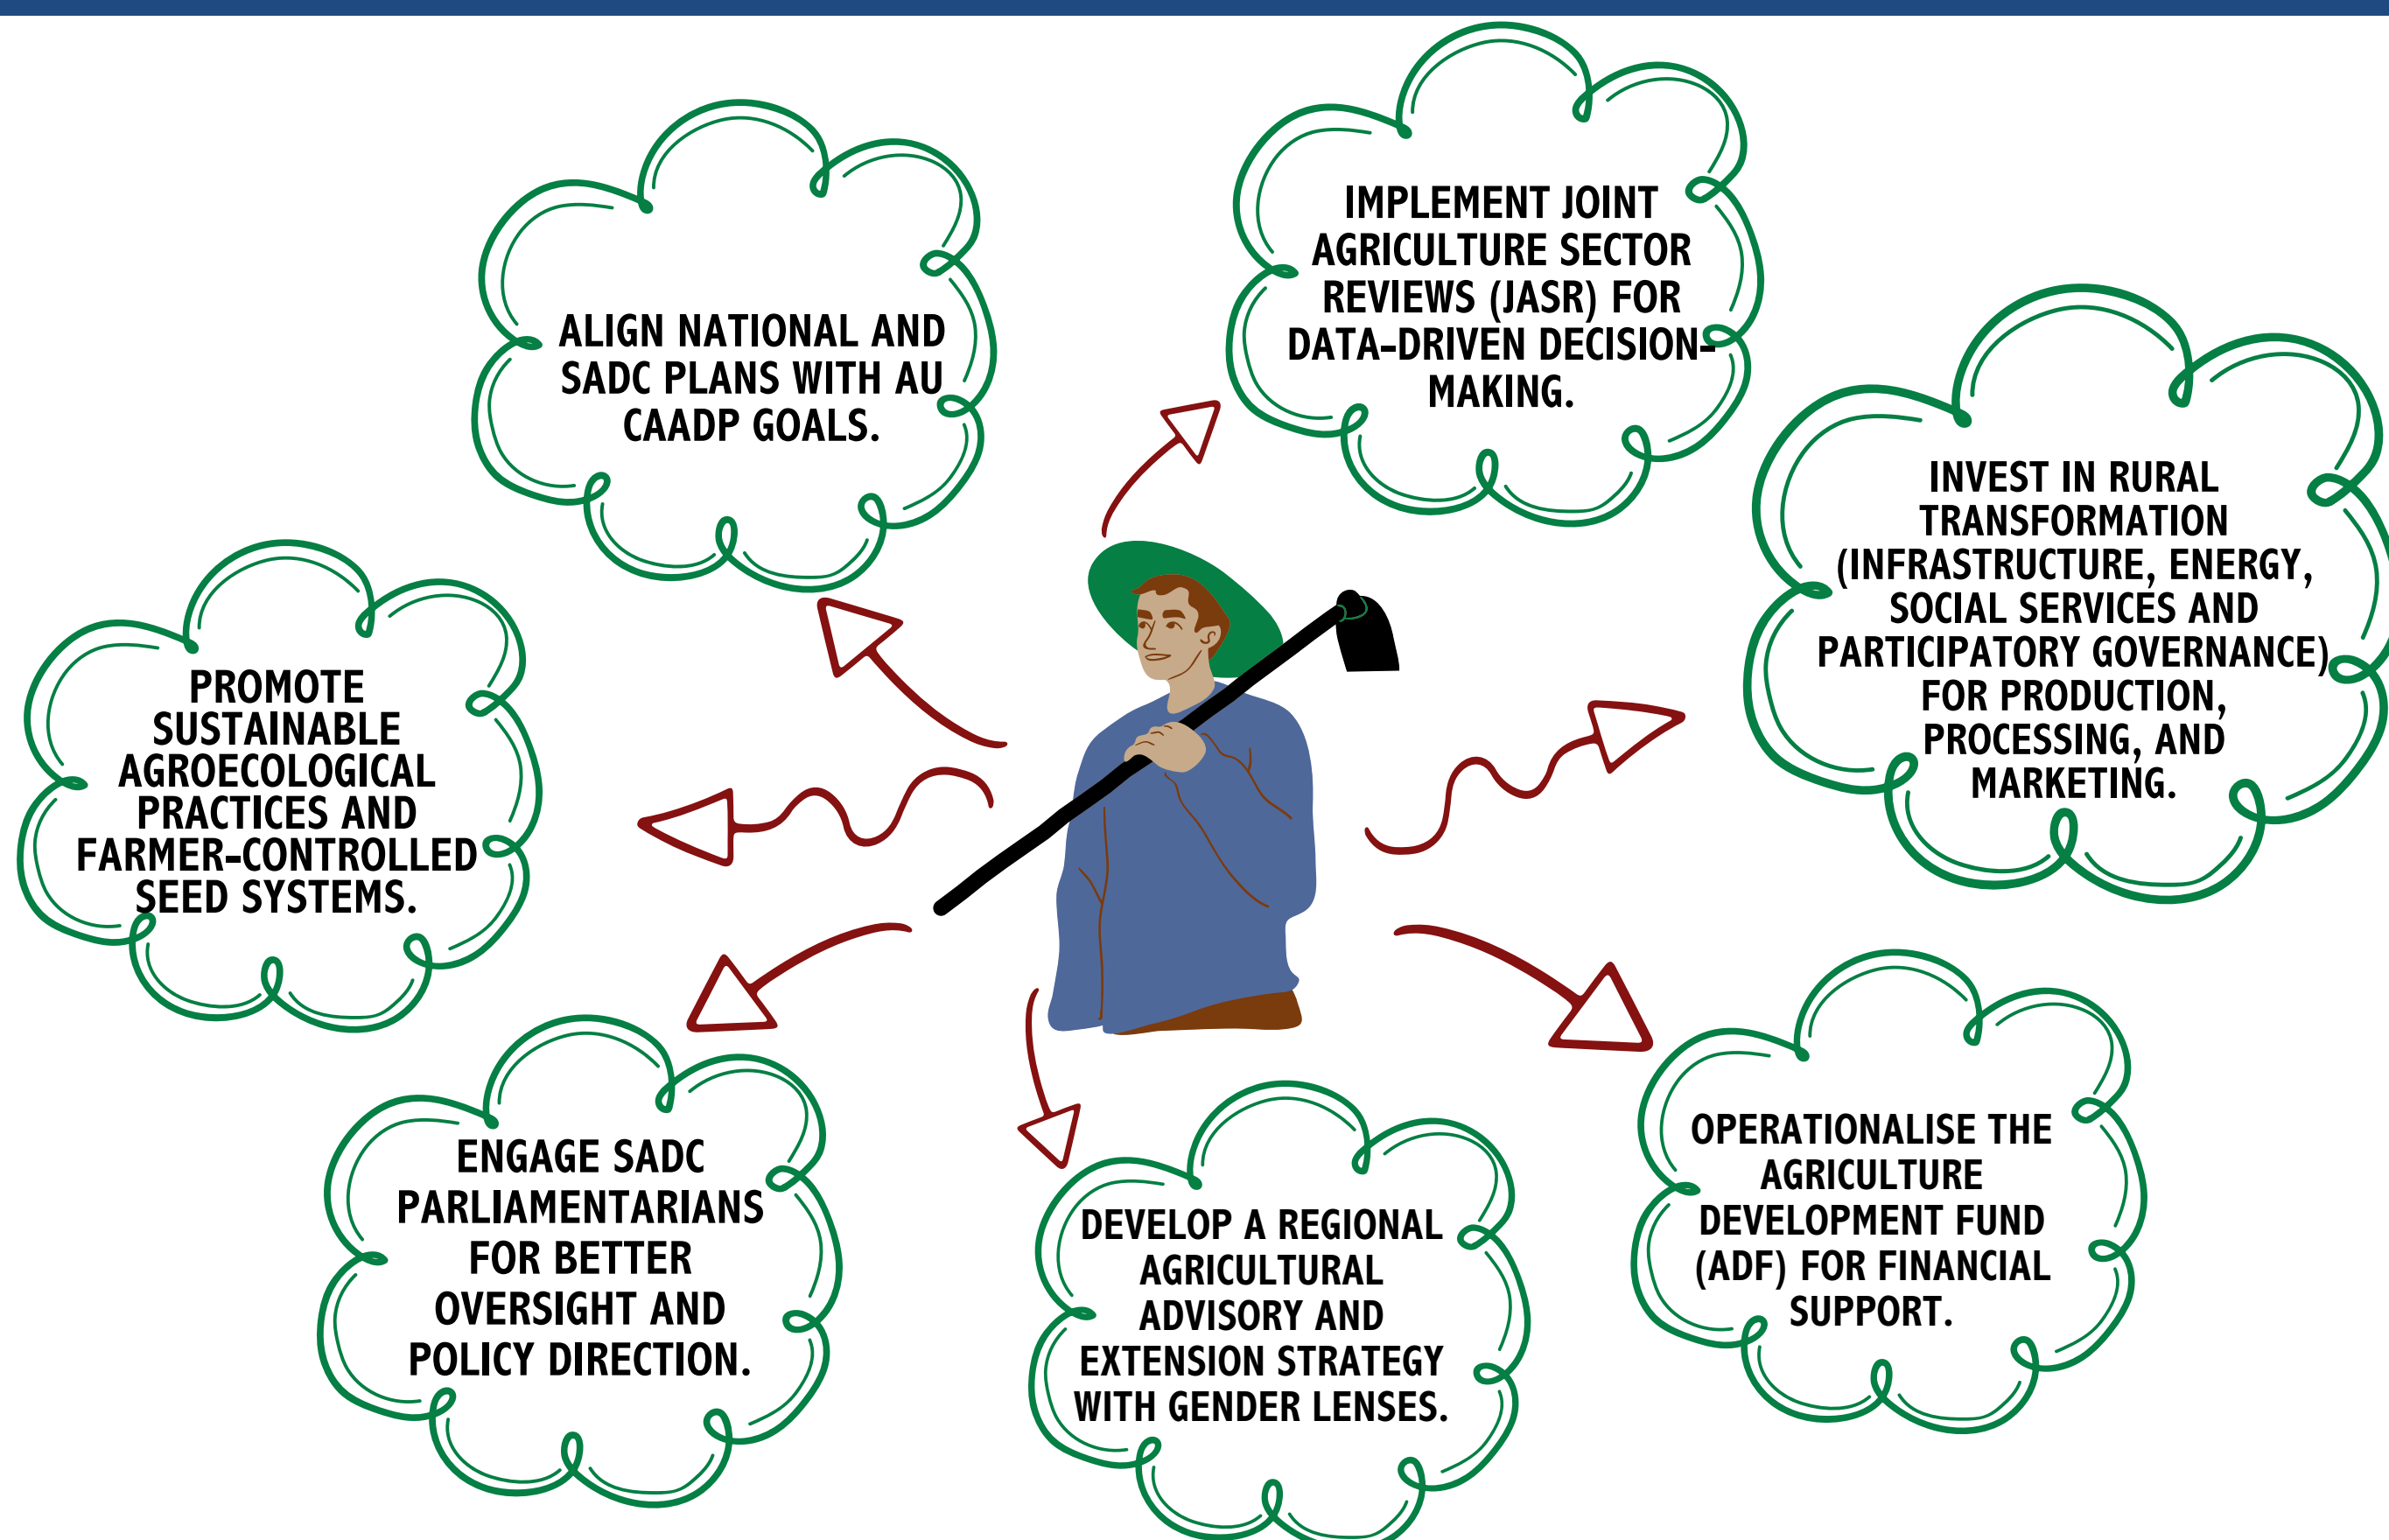 ALIGN NATIONAL AND
SADC PLANS WITH AU
CAADP GOALS.
IMPLEMENT JOINT
AGRICULTURE SECTOR
REVIEWS (JASR) FOR
DATA-DRIVEN DECISION-
MAKING.
INVEST IN RURAL
TRANSFORMATION
(INFRASTRUCTURE, ENERGY,
SOCIAL SERVICES AND
PARTICIPATORY GOVERNANCE)
FOR PRODUCTION,
PROCESSING, AND
MARKETING.
PROMOTE
SUSTAINABLE
AGROECOLOGICAL
PRACTICES AND
FARMER-CONTROLLED
SEED SYSTEMS.
ENGAGE SADC
PARLIAMENTARIANS
FOR BETTER
OVERSIGHT AND
POLICY DIRECTION.
DEVELOP A REGIONAL
AGRICULTURAL
ADVISORY AND
EXTENSION STRATEGY
WITH GENDER LENSES.
OPERATIONALISE THE
AGRICULTURE
DEVELOPMENT FUND
(ADF) FOR FINANCIAL
SUPPORT.